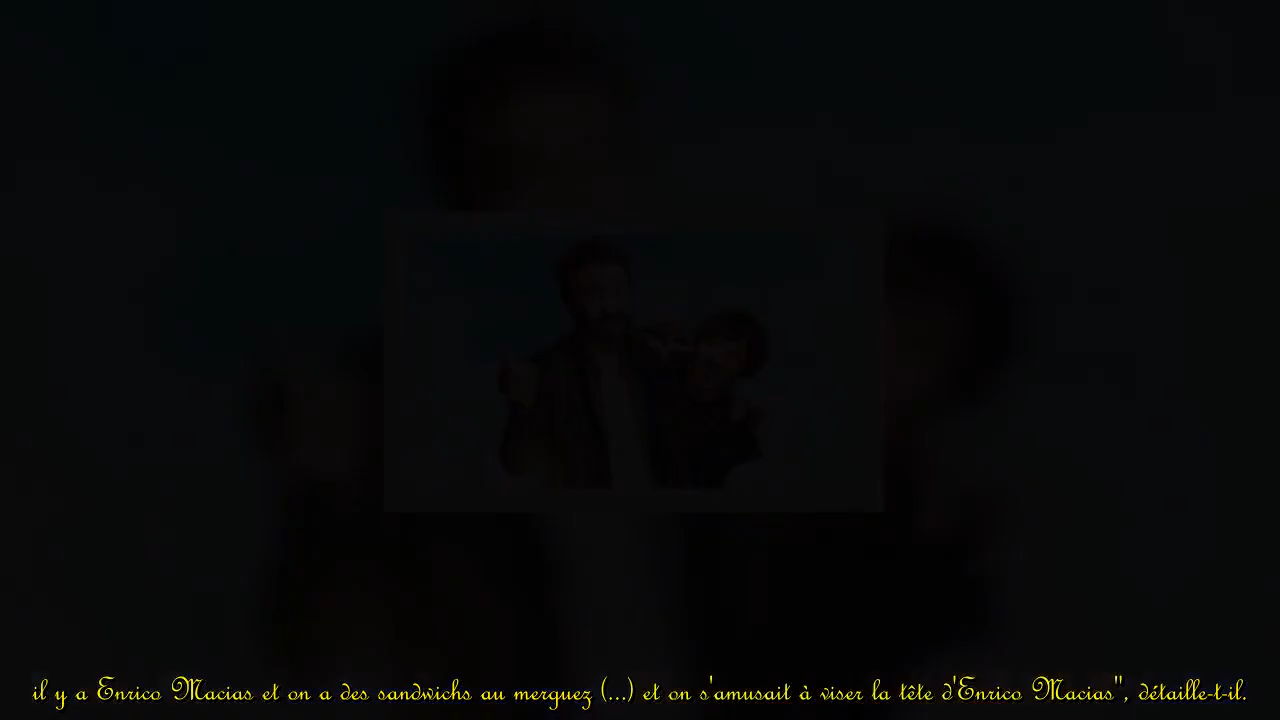 il y a Enrico Macias et on a des sandwichs au merguez (...) et on s'amusait à viser la tête d'Enrico Macias", détaille-t-il.